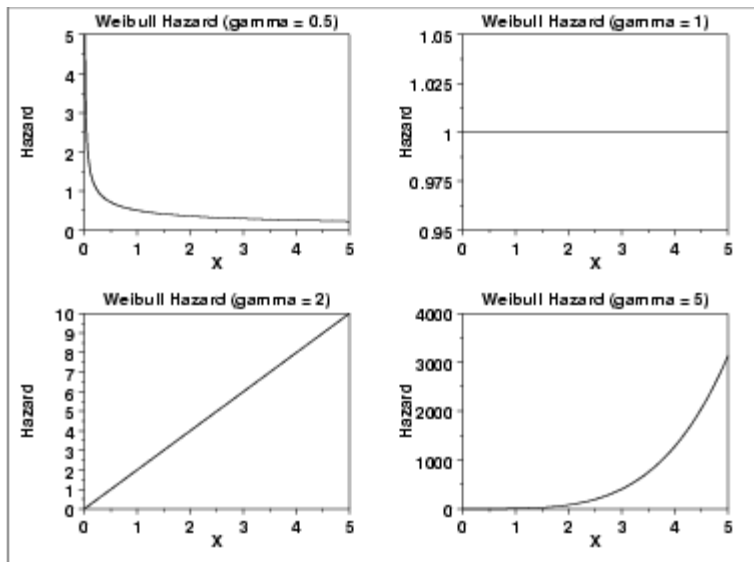 Weibull Hazard (gamma = 0.5)
5
4
3
2
1
0
Hazard
0 1 2 3 4 5
X
Weibull Hazard (gamma = 1)
1.05
1.025
1
0.975
0.95
Hazard
0 1 2 3 4 5
X
Weibull Hazard (gamma = 2)
10
9
8
7
6
5
4
3
2
1
0
Hazard
0 1 2 3 4 5
X
Weibull Hazard (gamma = 5)
4000
3000
2000
1000
0
Hazard
0 1 2 3 4 5
X